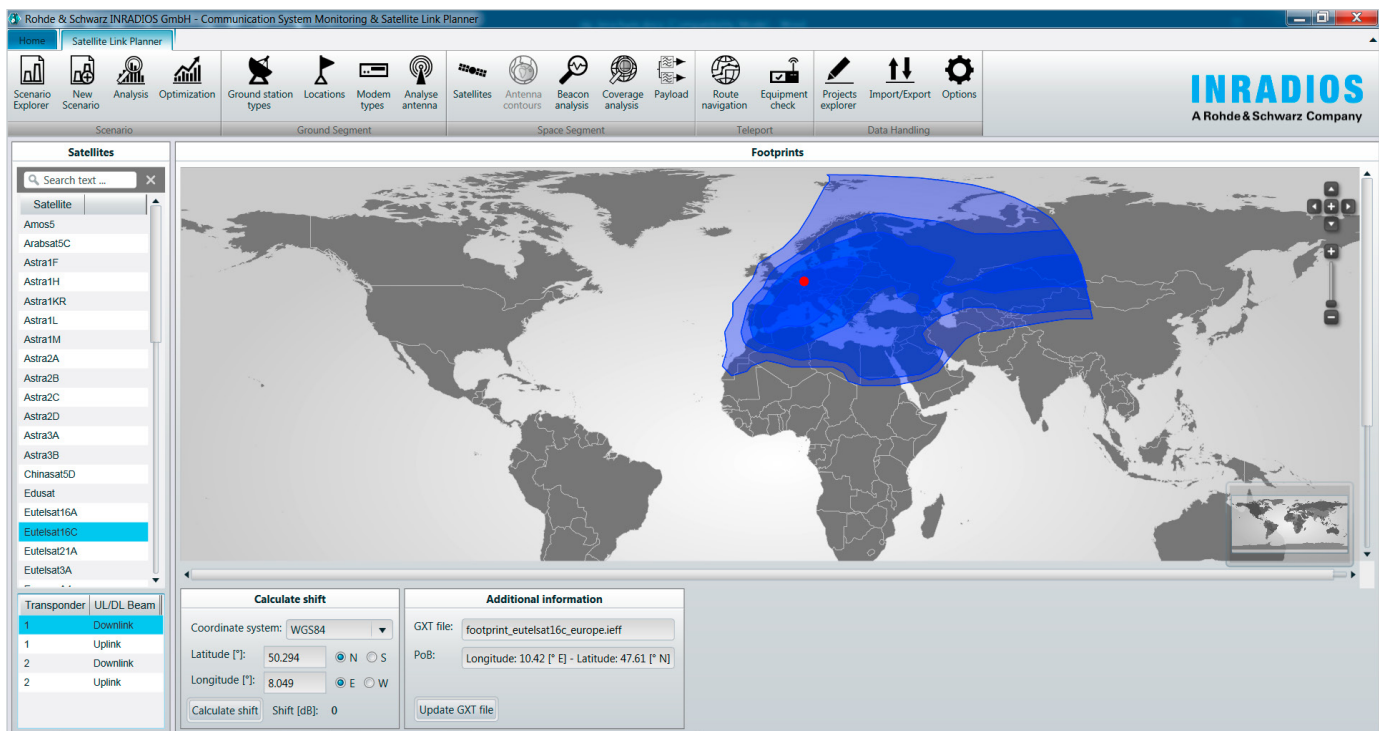 Rohde & Schwarz INRADIOS GmbH - Communication System Monitoring & Satellite Link Planner
Home Satellite Link Planner
Scenario Explorer
New Scenario
Analysis
Optimization
Ground station types
Locations
Modem types
Analyse antenna
Satellites
Antenna contours
Beacon analysis
Coverage analysis
Payload
Route navigation
Equipment check
Projects explorer
Import/Export
Options
Scenario Ground Segment Space Segment Teleport Data Handling
INRADIOS
A Rohde & Schwarz Company
Satellites
Search text ...
Satellite
Amos5
Arabsat5C
Astra1F
Astra1H
Astra1KR
Astra1L
Astra1M
Astra2A
Astra2B
Astra2C
Astra2D
Astra3A
Astra3B
Chinasat5D
Edusat
Eutelsat16A
Eutelsat16C
Eutelsat21A
Eutelsat3A
Transponder UL/DL Beam
1 Downlink
1 Uplink
2 Downlink
2 Uplink
Footprints
Calculate shift
Coordinate system: WGS84
Latitude [°]: 50.294 N S
Longitude [°]: 8.049 E W
Calculate shift Shift [dB]: 0
Additional information
GXT file: footprint_eutelsat16c_europe.ieff
PoB: Longitude: 10.42 [° E] - Latitude: 47.61 [° N]
Update GXT file